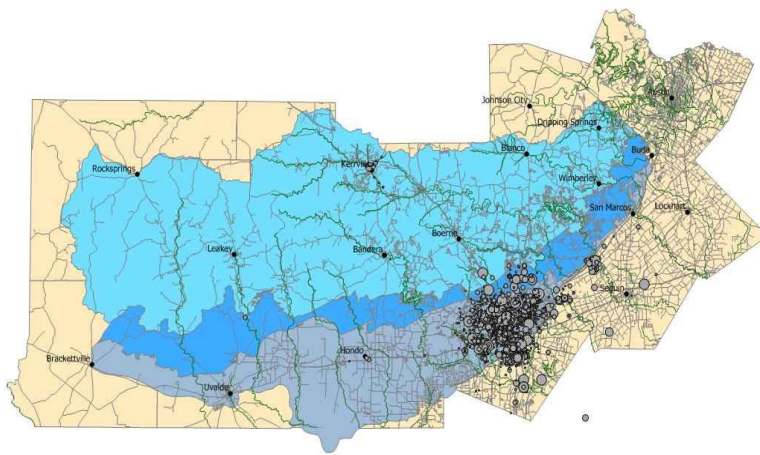 Austin
Johnson City
Dripping Springs
Blanco
Buda
Kerrville
Rocksprings
Wimberley
San Marcos
Lockhart
Boerne
Leakey
Bandera
Seguin
Hondo
Brackettville
Uvalde